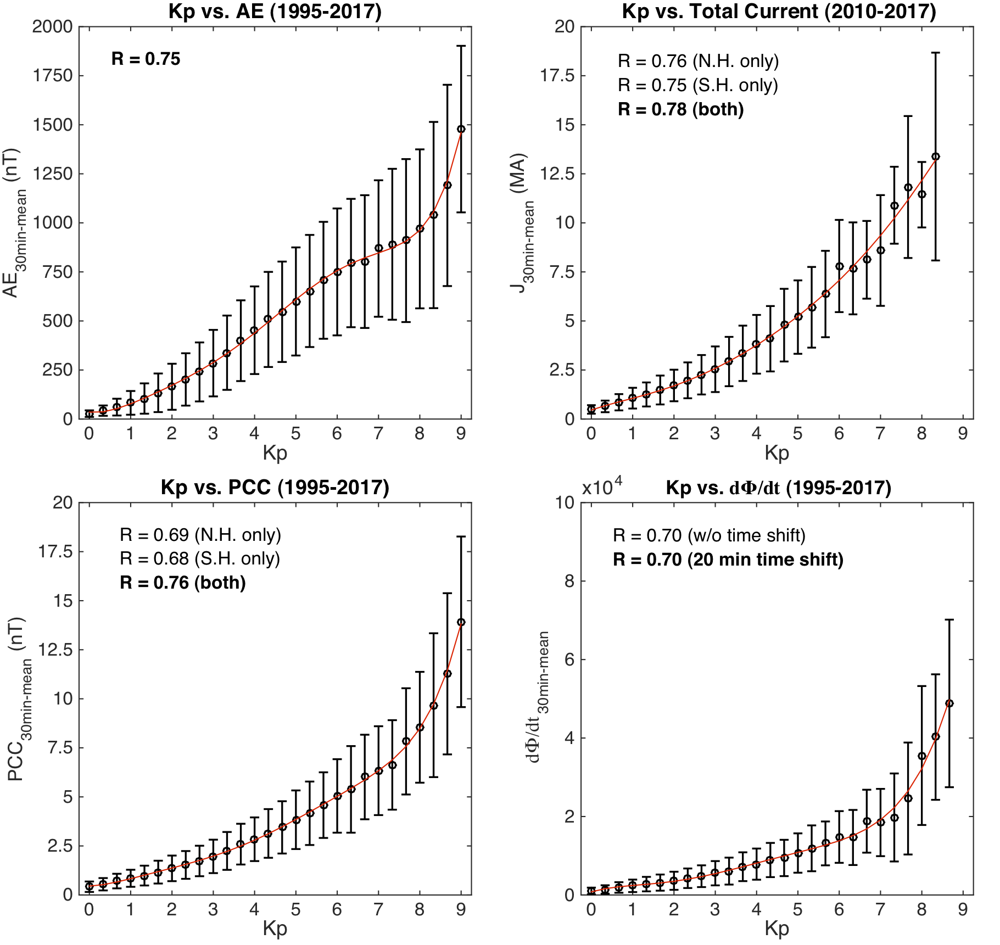 Kp vs. AE (1995-2017)
R = 0.75
2000
1750
1500
1250
1000
750
500
250
0
AE30min-mean (nT)
0 1 2 3 4 5 6 7 8 9
Kp
Kp vs. Total Current (2010-2017)
R = 0.76 (N.H. only)
R = 0.75 (S.H. only)
R = 0.78 (both)
20
17.5
15
12.5
10
7.5
5
2.5
0
J30min-mean (MA)
0 1 2 3 4 5 6 7 8 9
Kp
Kp vs. PCC (1995-2017)
R = 0.69 (N.H. only)
R = 0.68 (S.H. only)
R = 0.76 (both)
20
17.5
15
12.5
10
7.5
5
2.5
0
PCC30min-mean (nT)
0 1 2 3 4 5 6 7 8 9
Kp
x10^4
Kp vs. dΦ/dt (1995-2017)
R = 0.70 (w/o time shift)
R = 0.70 (20 min time shift)
10
8
6
4
2
0
dΦ/dt30min-mean
0 1 2 3 4 5 6 7 8 9
Kp